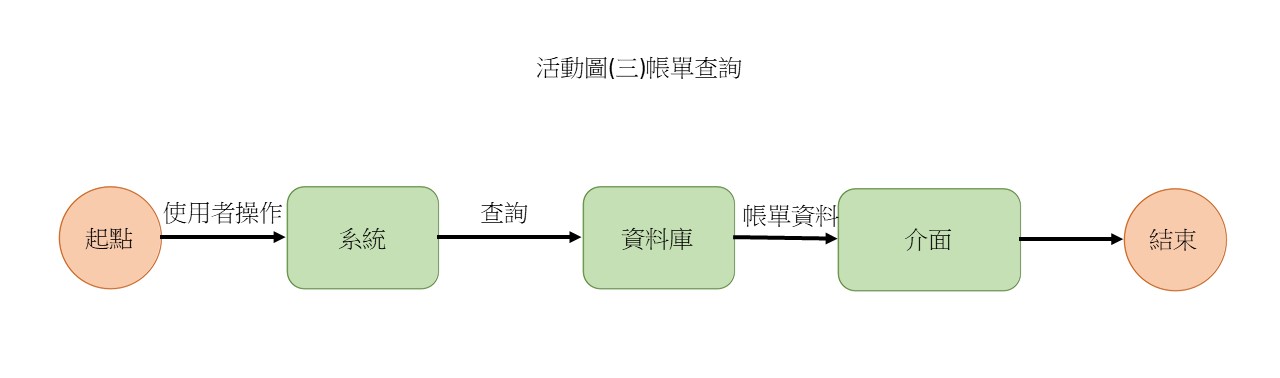 活動圖(三)帳單查詢
起點
使用者操作
系統
查詢
資料庫
帳單資料
介面
結束